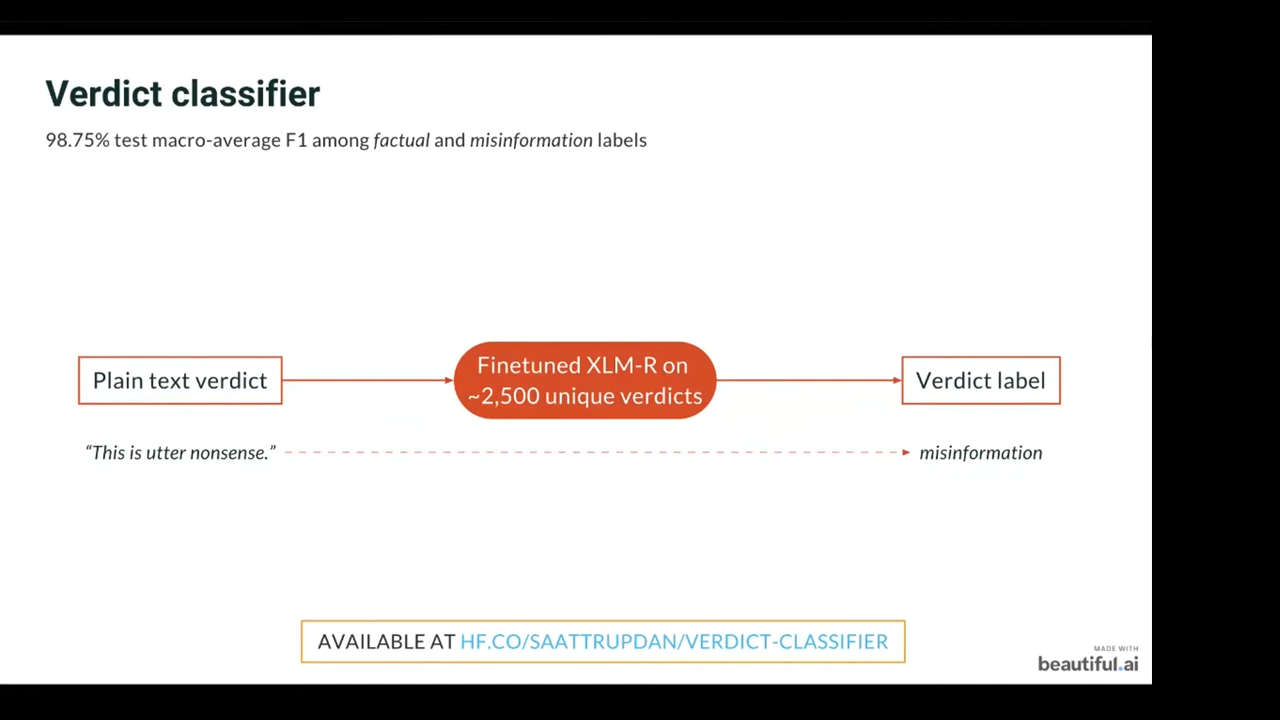 Verdict classifier
98.75% test macro-average F1 among factual and misinformation labels
Plain text verdict
Finetuned XLM-R on
~2,500 unique verdicts
Verdict label
“This is utter nonsense.”
misinformation
AVAILABLE AT HF.CO/SAATTRUPDAN/VERDICT-CLASSIFIER
MADE WITH
beautiful.ai